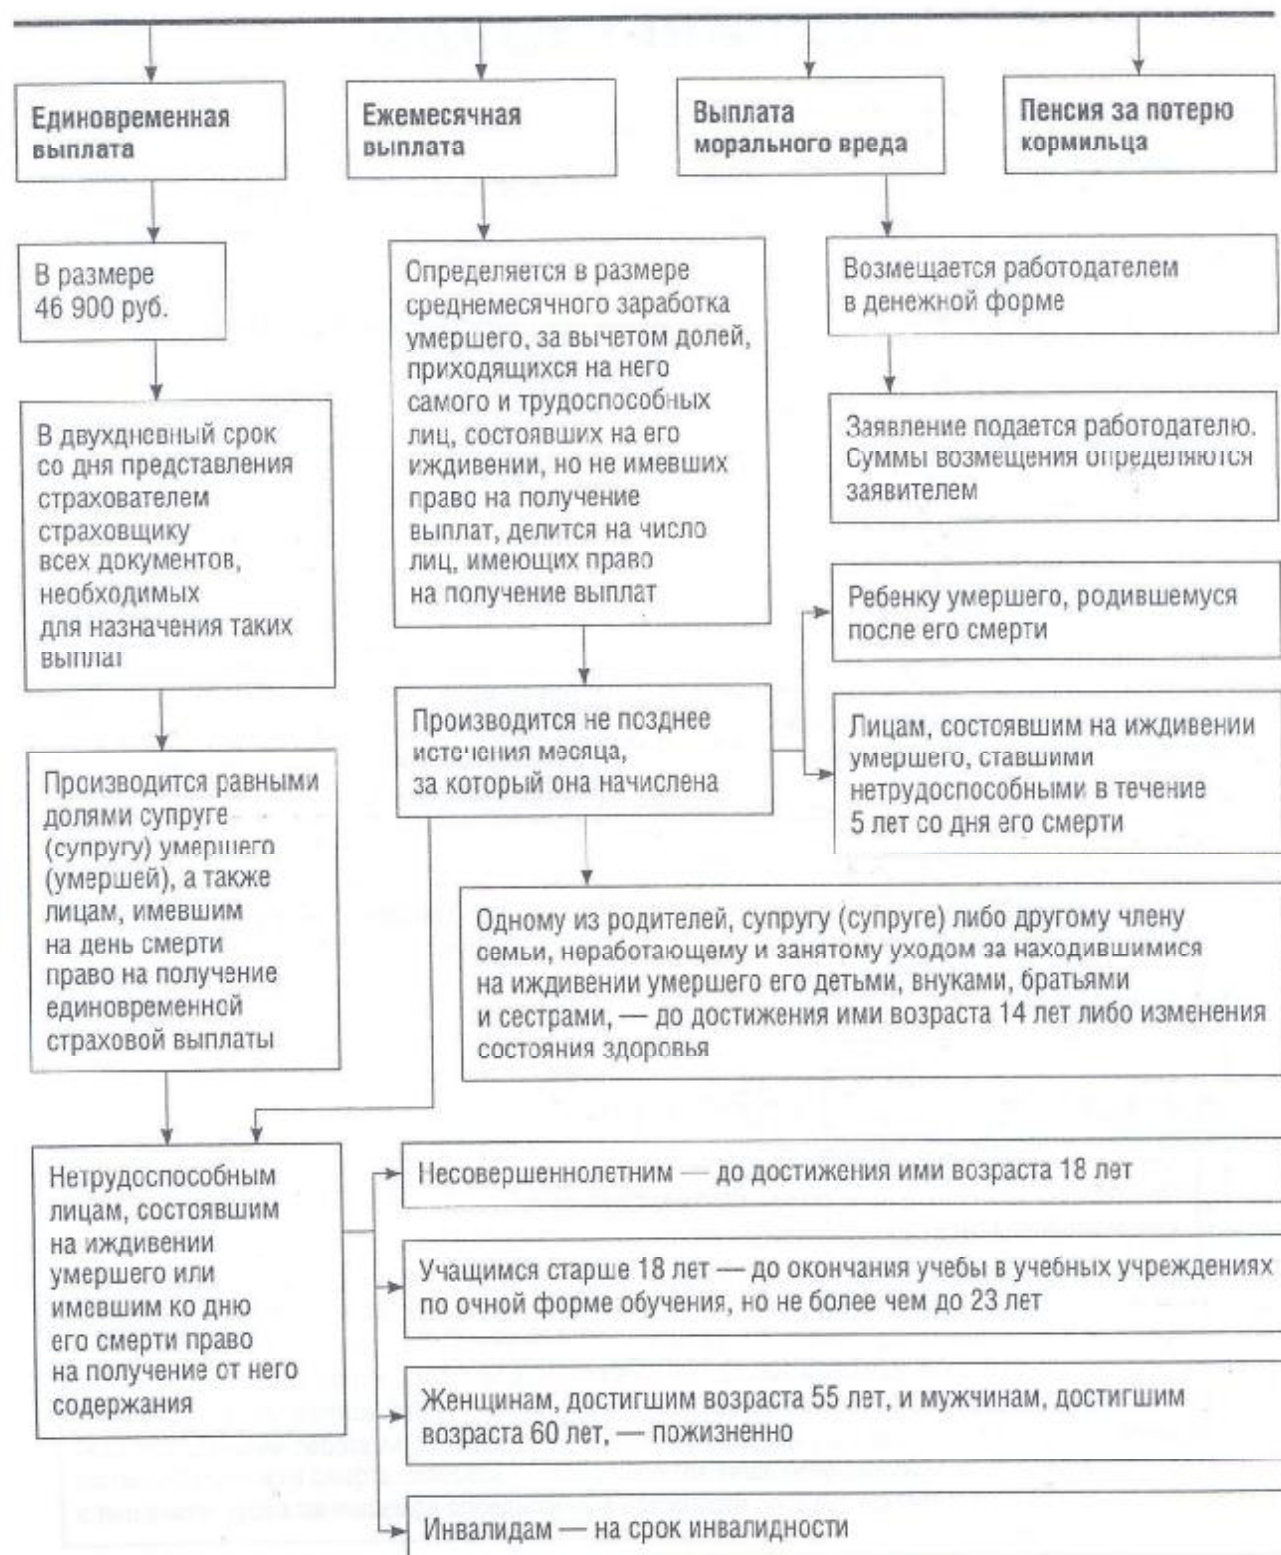 Единовременная
выплата
Ежемесячная
выплата
Выплата
морального вреда
Пенсия за потерю
кормильца
В размере
46 900 руб.
В двухдневный срок
со дня представления
страхователем
страховщику
всех документов,
необходимых
для назначения таких
выплат
Производится равными
долями супруге
(супругу) умершего
(умершей), а также
лицам, имевшим
на день смерти
право на получение
единовременной
страховой выплаты
Определяется в размере
среднемесячного заработка
умершего, за вычетом долей,
приходящихся на него
самого и трудоспособных
лиц, состоявших на его
иждивении, но не имевших
право на получение
выплат, делится на число
лиц, имеющих право
на получение выплат
Производится не позднее
истечения месяца,
за который она начислена
Возмещается работодателем
в денежной форме
Заявление подается работодателю.
Суммы возмещения определяются
заявителем
Ребенку умершего, родившемуся
после его смерти
Лицам, состоявшим на иждивении
умершего, ставшими
нетрудоспособными в течение
5 лет со дня его смерти
Одному из родителей, супругу (супруге) либо другому члену
семьи, неработающему и занятому уходом за находившимися
на иждивении умершего его детьми, внуками, братьями
и сестрами, — до достижения ими возраста 14 лет либо изменения
состояния здоровья
Нетрудоспособным
лицам, состоявшим
на иждивении
умершего или
имевшим ко дню
его смерти право
на получение от него
содержания
Несовершеннолетним — до достижения ими возраста 18 лет
Учащимся старше 18 лет — до окончания учебы в учебных учреждениях
по очной форме обучения, но не более чем до 23 лет
Женщинам, достигшим возраста 55 лет, и мужчинам, достигшим
возраста 60 лет, — пожизненно
Инвалидам — на срок инвалидности